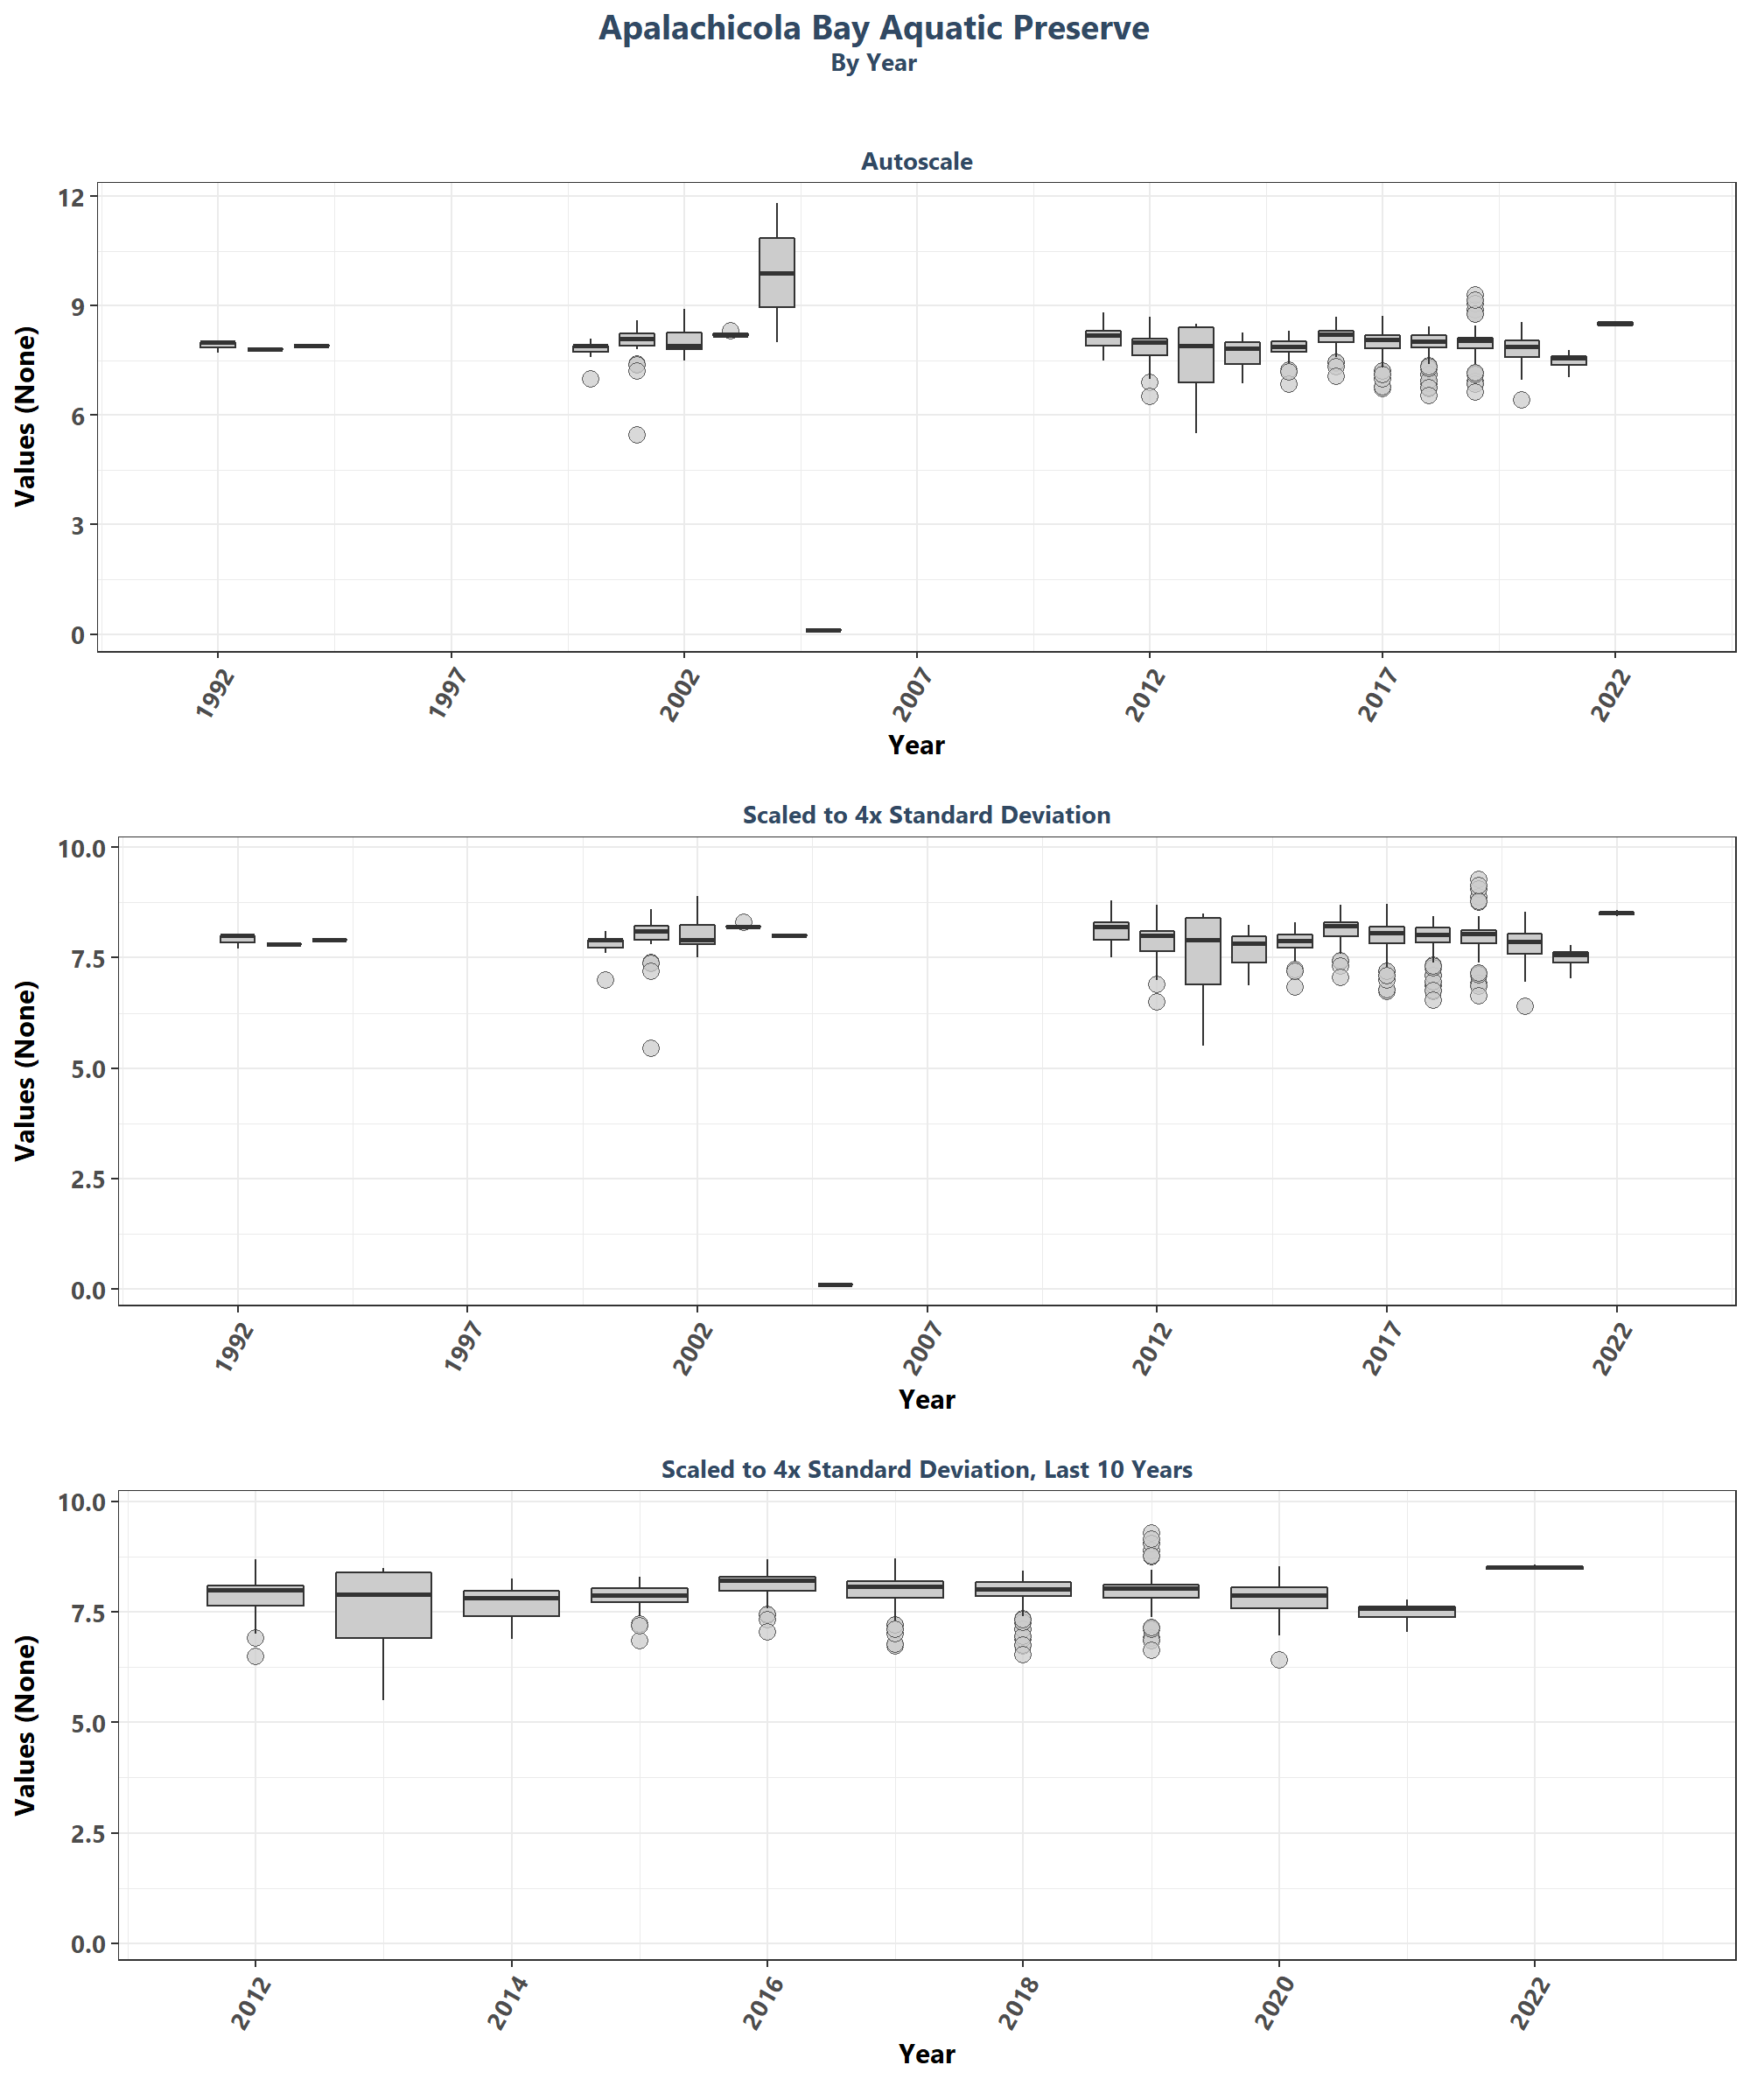 Apalachicola Bay Aquatic Preserve
By Year
Autoscale
12
9
6
3
0
Values (None)
1992 1997 2002 2007 2012 2017 2022
Year
Scaled to 4x Standard Deviation
10.0
7.5
5.0
2.5
0.0
Values (None)
1992 1997 2002 2007 2012 2017 2022
Year
Scaled to 4x Standard Deviation, Last 10 Years
10.0
7.5
5.0
2.5
0.0
Values (None)
2012 2014 2016 2018 2020 2022
Year